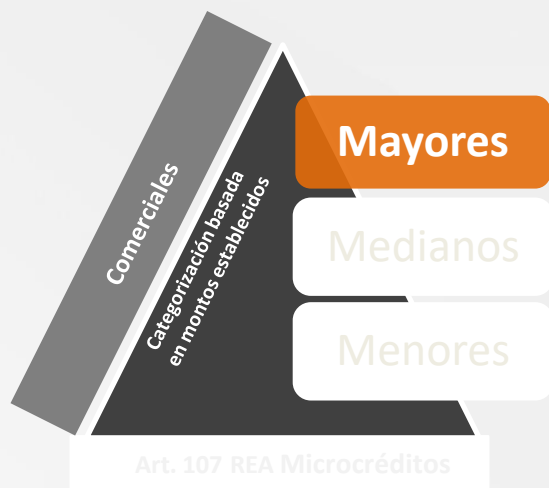 Comerciales
Categorización basada
en montos establecidos
Mayores
Medianos
Menores
Art. 107 REA Microcréditos